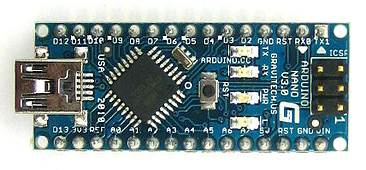 D12 D11 D10 D9 D8 D7 D6 D5 D4 D3 D2 GND RST RX0 TX1
ARDUINO.CC
TX
RX
PWR
L
RST
USA
2010
GRAVITECH.US
ARDUINO
NANO
V3.0
ICSP
1
D13 3V3 REF A0 A1 A2 A3 A4 A5 A6 A7 5V RST GND VIN